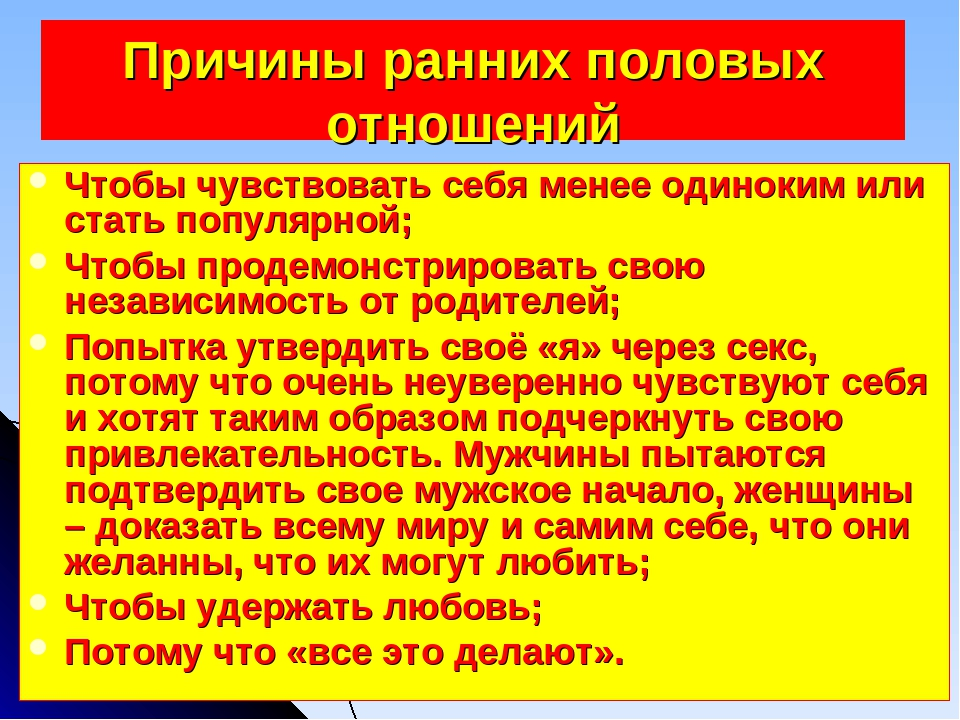 Причины ранних половых
отношений
Чтобы чувствовать себя менее одиноким или
стать популярной;
Чтобы продемонстрировать свою
независимость от родителей;
Попытка утвердить своё «я» через секс,
потому что очень неуверенно чувствуют себя
и хотят таким образом подчеркнуть свою
привлекательность. Мужчины пытаются
подтвердить свое мужское начало, женщины
– доказать всему миру и самим себе, что они
желанны, что их могут любить;
Чтобы удержать любовь;
Потому что «все это делают».